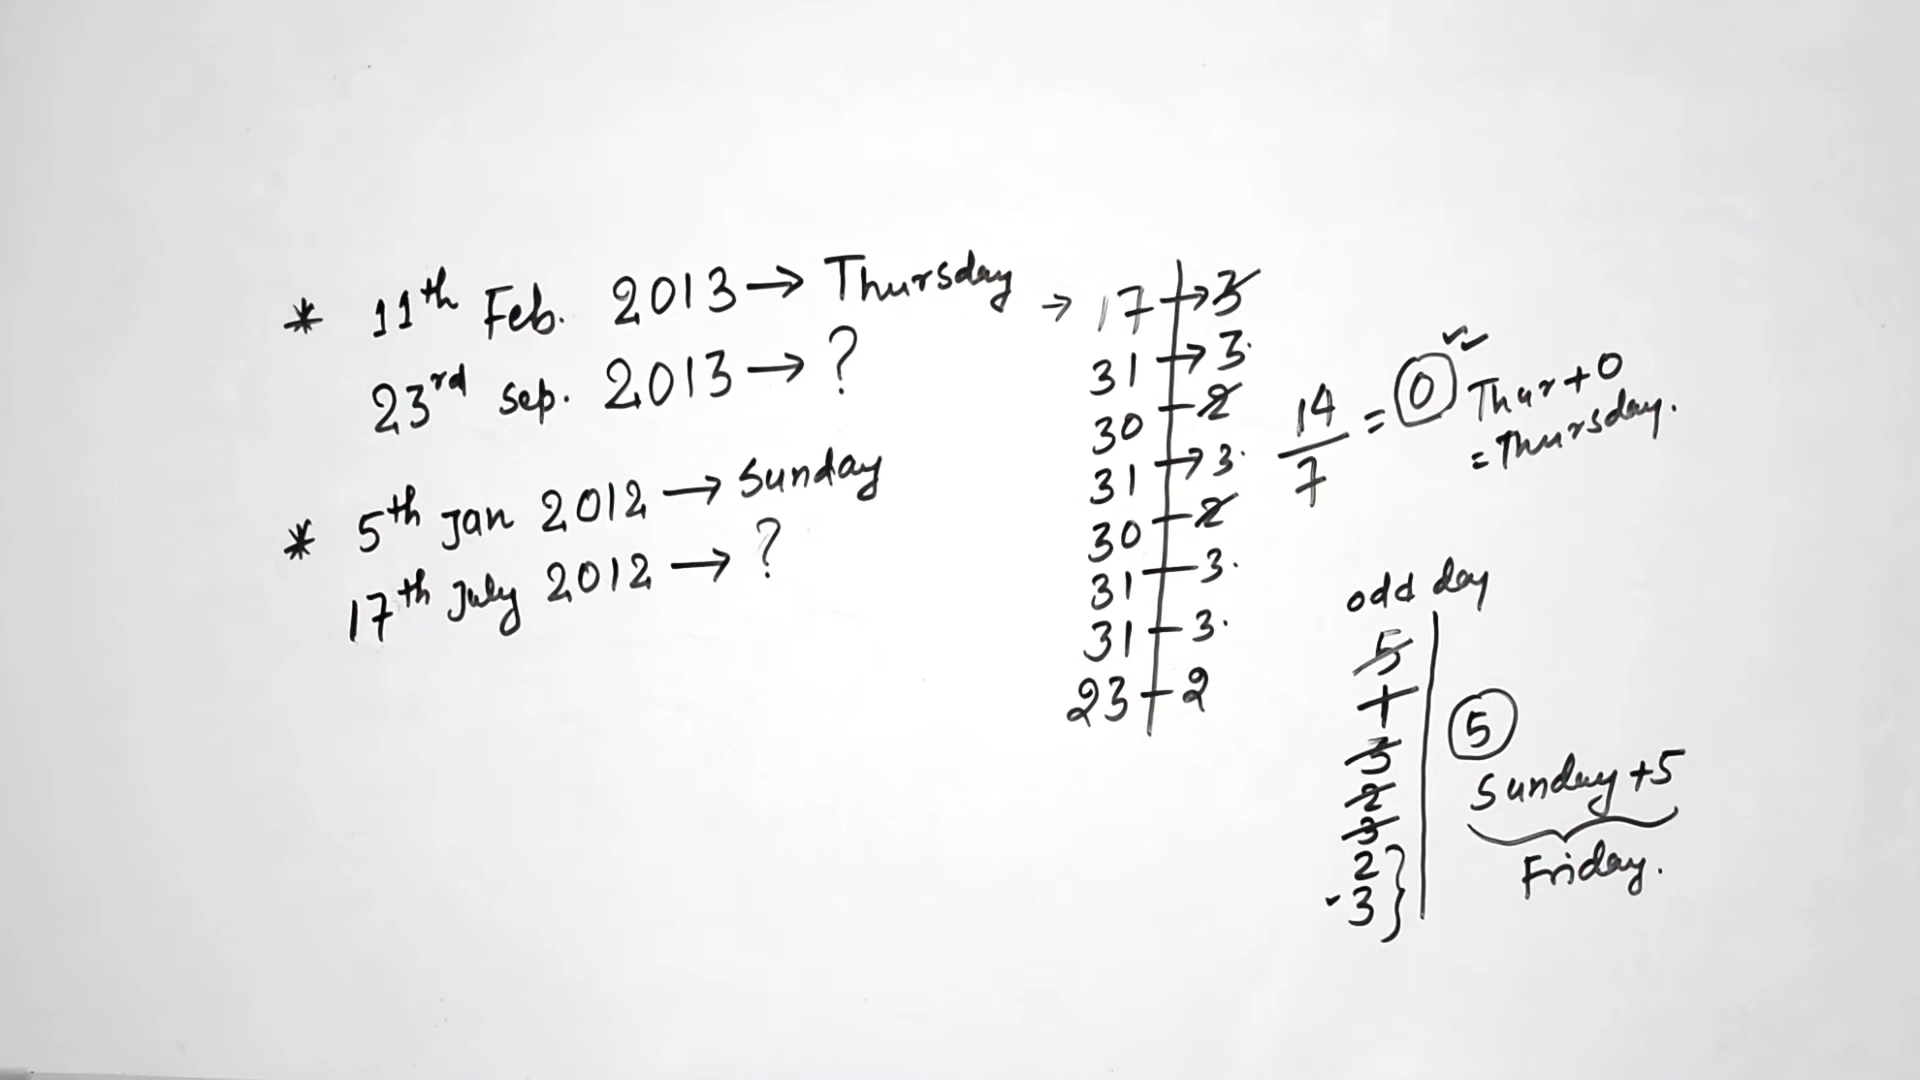 * 11th Feb. 2013 → Thursday
23rd sep. 2013 → ?
* 5th Jan 2012 → Sunday
17th July 2012 → ?
→ 17 → 3
31 → 3.
30 - 2
31 → 3.
30 - 2
31 - 3.
31 - 3.
23 - 2
14/7 = 0 Thur+0
= Thursday.
odd day
5
1
3
2
3
2
3
5
Sunday +5
Friday.